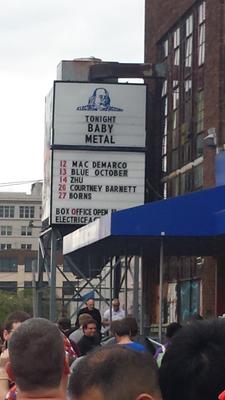 TONIGHT
BABY
METAL
12 MAC DEMARCO
13 BLUE OCTOBER
14 ZHU
26 COURTNEY BARNETT
27 BORNS
BOX OFFICE OPEN